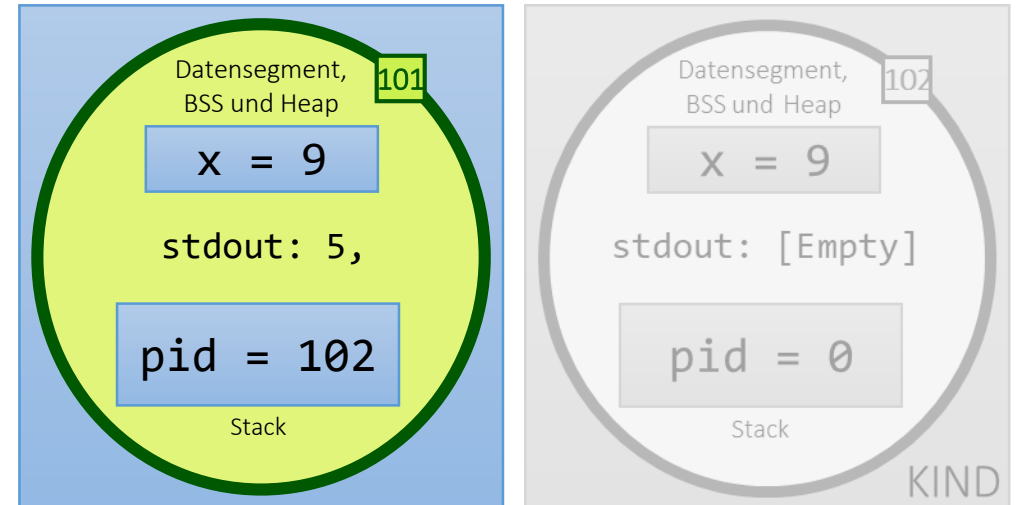 Datensegment,
BSS und Heap
101
x = 9
stdout: 5,
pid = 102
Stack
Datensegment,
BSS und Heap
102
x = 9
stdout: [Empty]
pid = 0
Stack
KIND